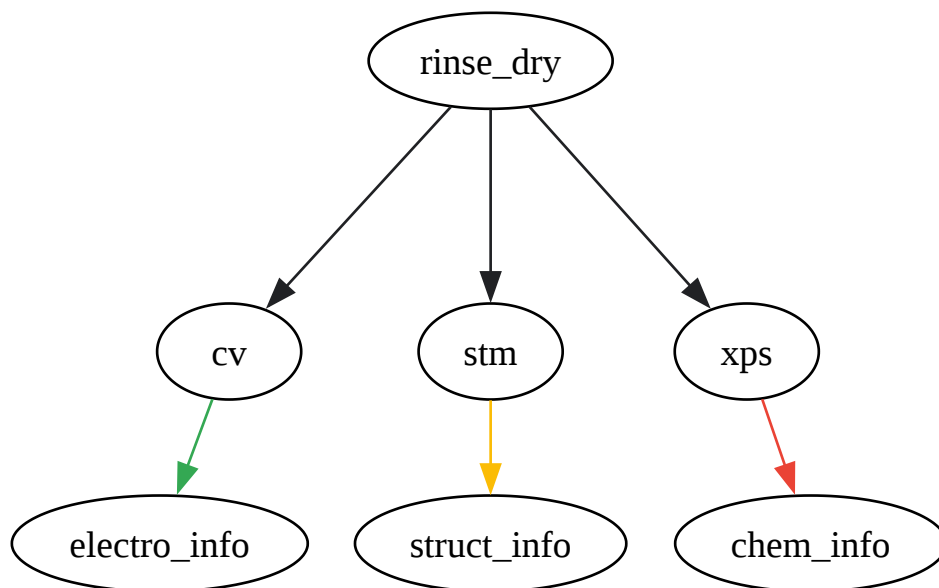 rinse_dry
cv
stm
xps
electro_info
struct_info
chem_info